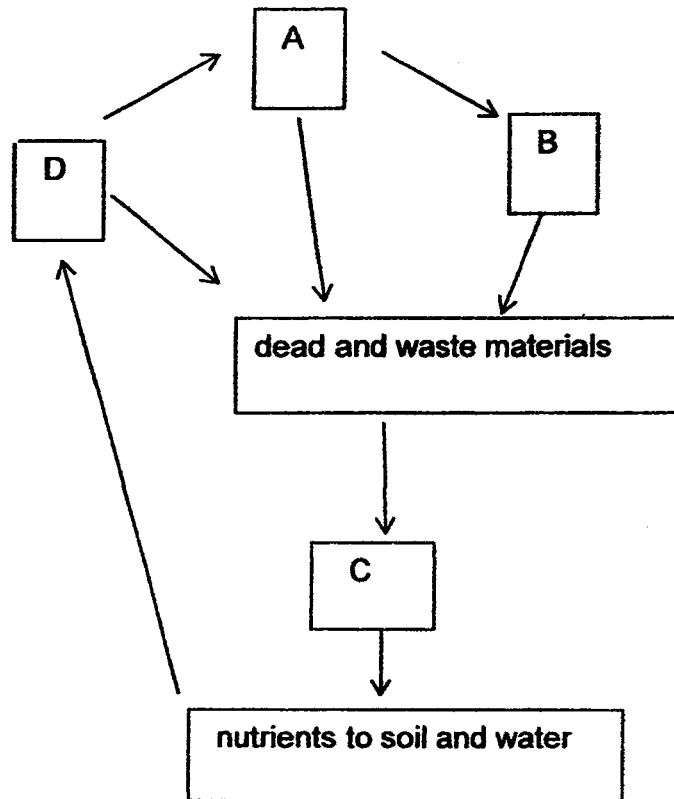 A
B
D
dead and waste materials
C
nutrients to soil and water